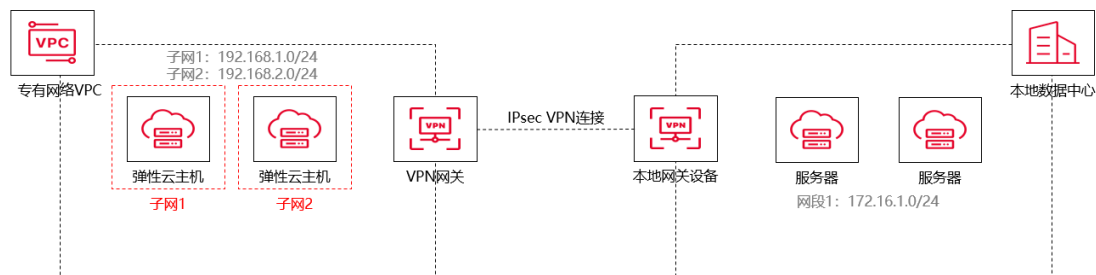 VPC
专有网络VPC
子网1：192.168.1.0/24
子网2：192.168.2.0/24
弹性云主机
弹性云主机
子网1
子网2
VPN
VPN网关
IPsec VPN连接
VPN
本地网关设备
服务器
服务器
网段1：172.16.1.0/24
本地数据中心